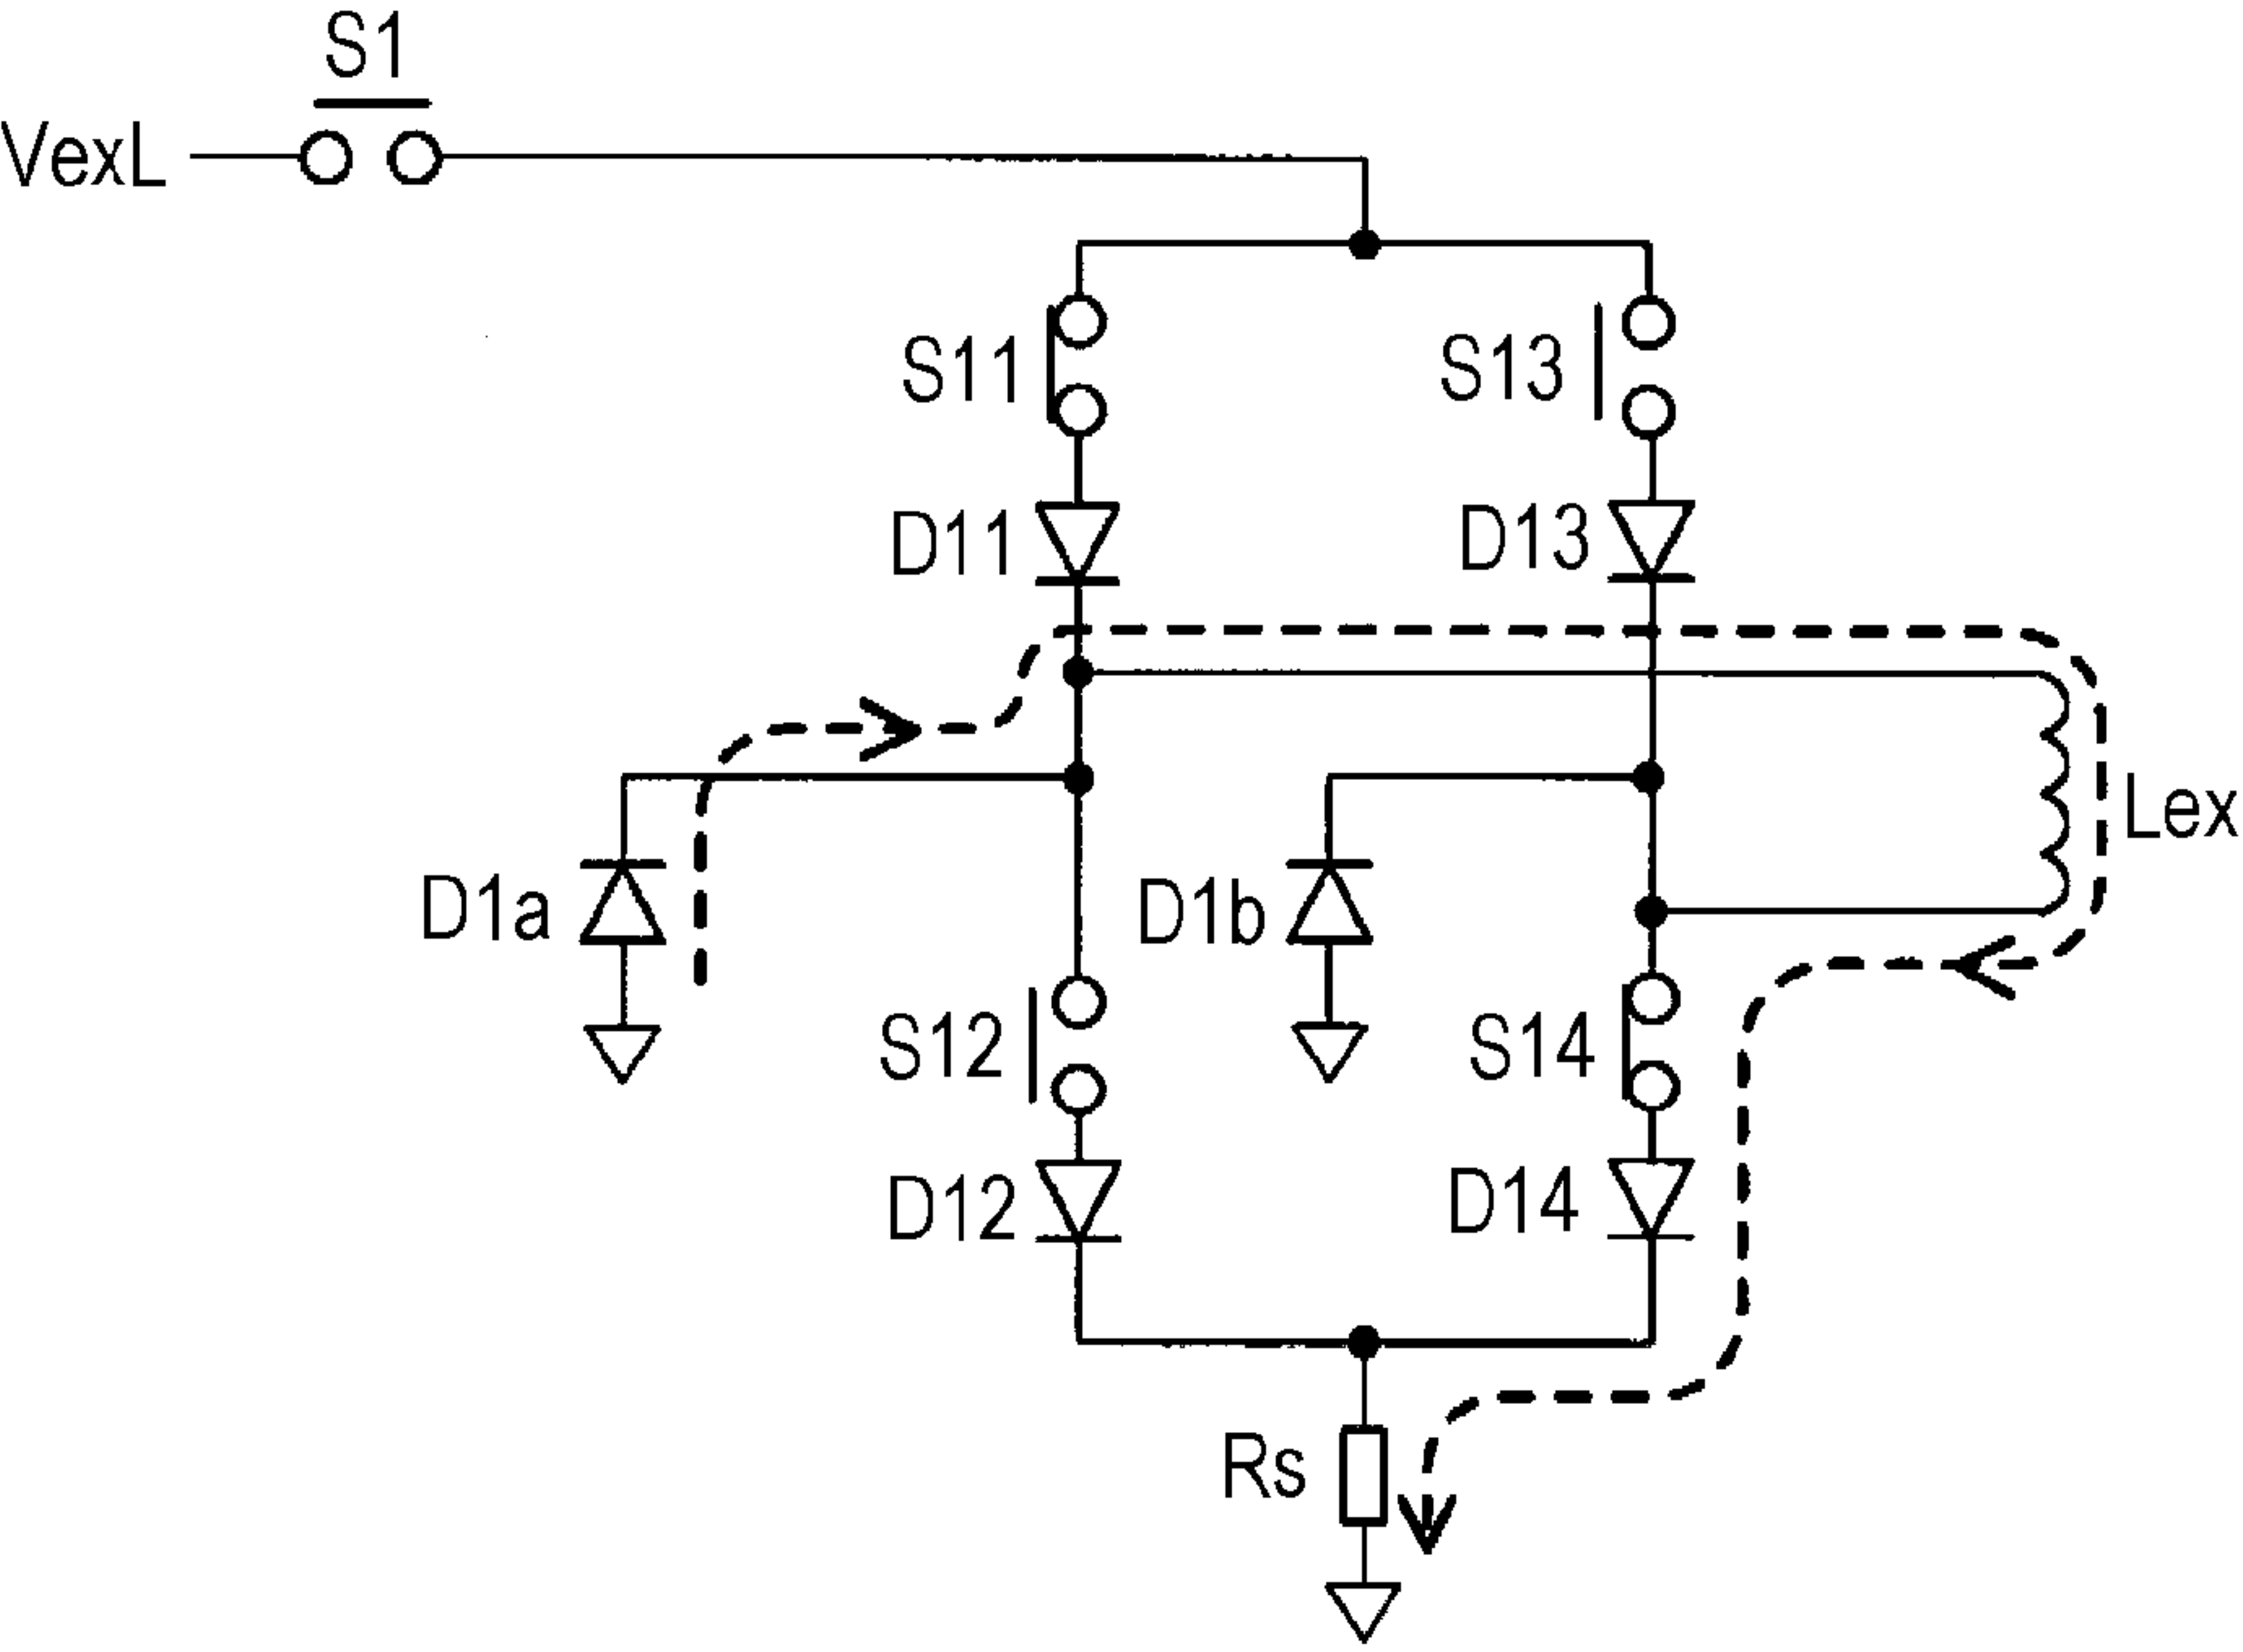 S1
VexL
S11
S13
D11
D13
Lex
D1a
D1b
S12
S14
D12
D14
Rs